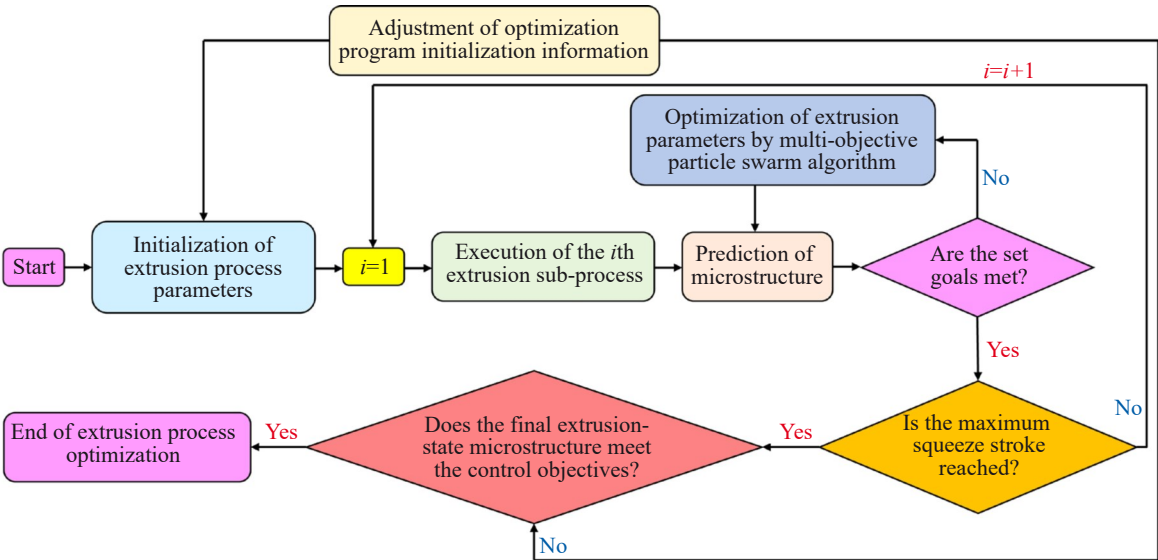 Adjustment of optimization
program initialization information
i=i+1
Optimization of extrusion
parameters by multi-objective
particle swarm algorithm
No
Start
Initialization of
extrusion process
parameters
i=1
Execution of the ith
extrusion sub-process
Prediction of
microstructure
Are the set
goals met?
Yes
End of extrusion process
optimization
Yes
Does the final extrusion-
state microstructure meet
the control objectives?
Yes
Is the maximum
squeeze stroke
reached?
No
No